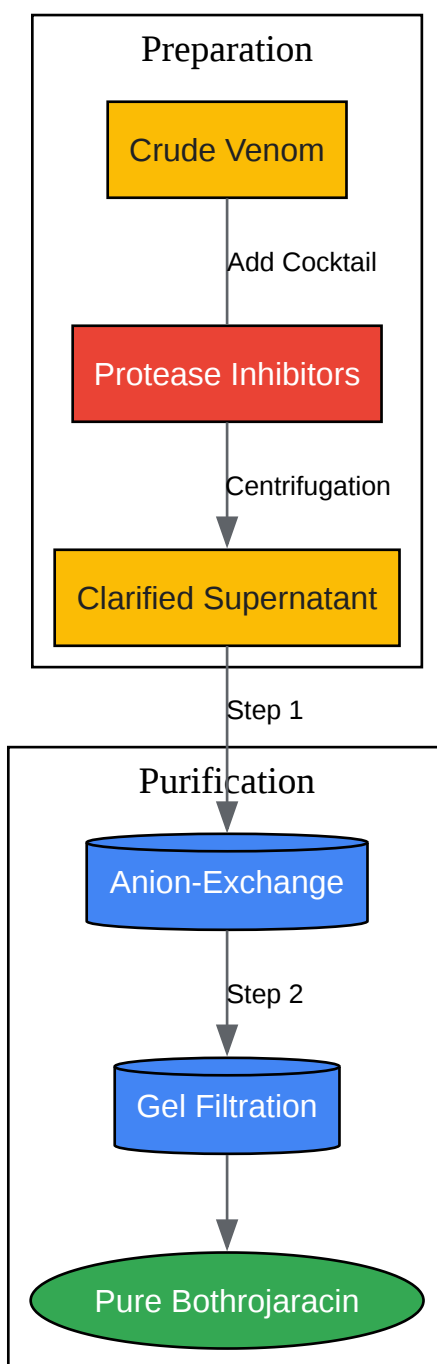 Preparation
Crude Venom
Add Cocktail
Protease Inhibitors
Centrifugation
Clarified Supernatant
Step 1
Purification
Anion-Exchange
Step 2
Gel Filtration
Pure Bothrojaracin